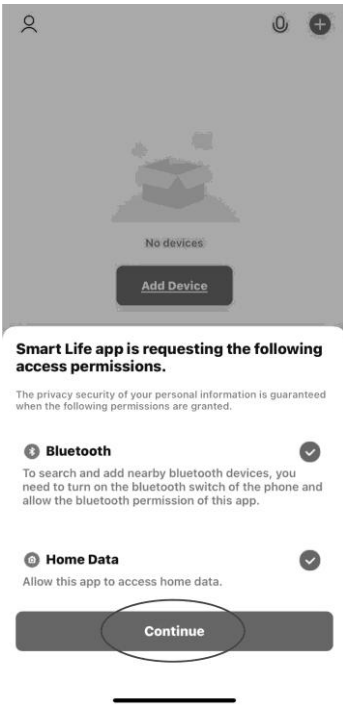 No devices
Add Device
Smart Life app is requesting the following
access permissions.
The privacy security of your personal information is guaranteed
when the following permissions are granted.
Bluetooth
To search and add nearby bluetooth devices, you
need to turn on the bluetooth switch of the phone and
allow the bluetooth permission of this app.
Home Data
Allow this app to access home data.
Continue